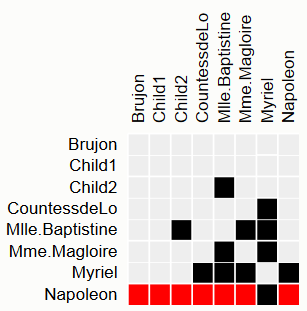 Brujon
Child1
Child2
CountessdeLo
Mlle.Baptistine
Mme.Magloire
Myriel
Napoleon
Brujon
Child1
Child2
CountessdeLo
Mlle.Baptistine
Mme.Magloire
Myriel
Napoleon